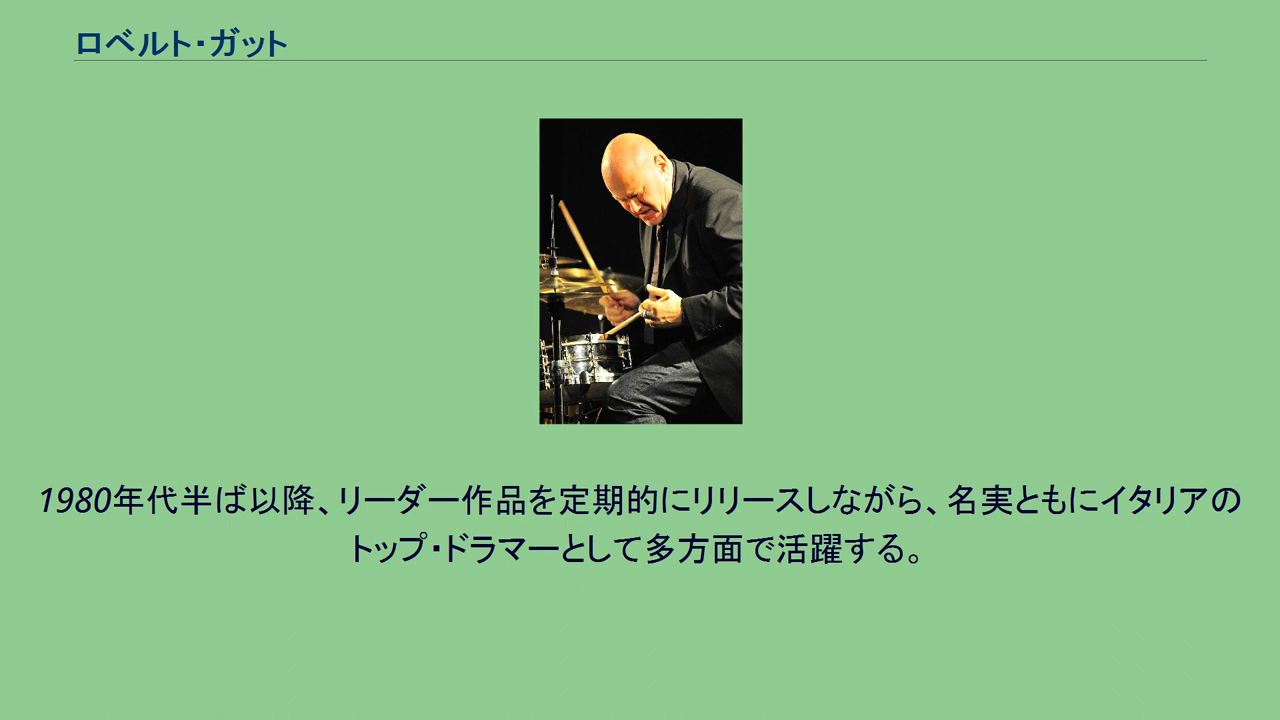 ロベルト・ガット
1980年代半ば以降、リーダー作品を定期的にリリースしながら、名実ともにイタリアの
トップ・ドラマーとして多方面で活躍する。